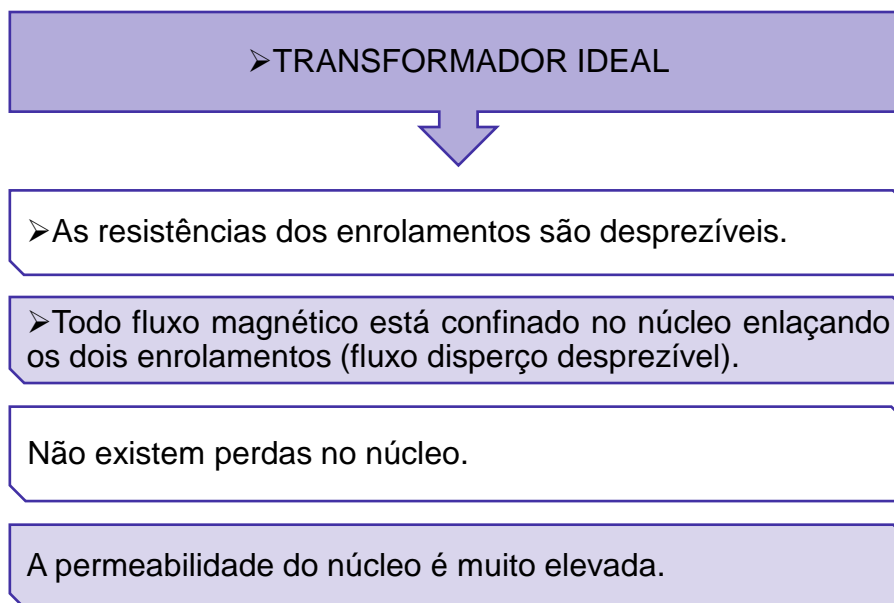 ➢TRANSFORMADOR IDEAL
➢As resistências dos enrolamentos são desprezíveis.
➢Todo fluxo magnético está confinado no núcleo enlaçando
os dois enrolamentos (fluxo disperço desprezível).
Não existem perdas no núcleo.
A permeabilidade do núcleo é muito elevada.